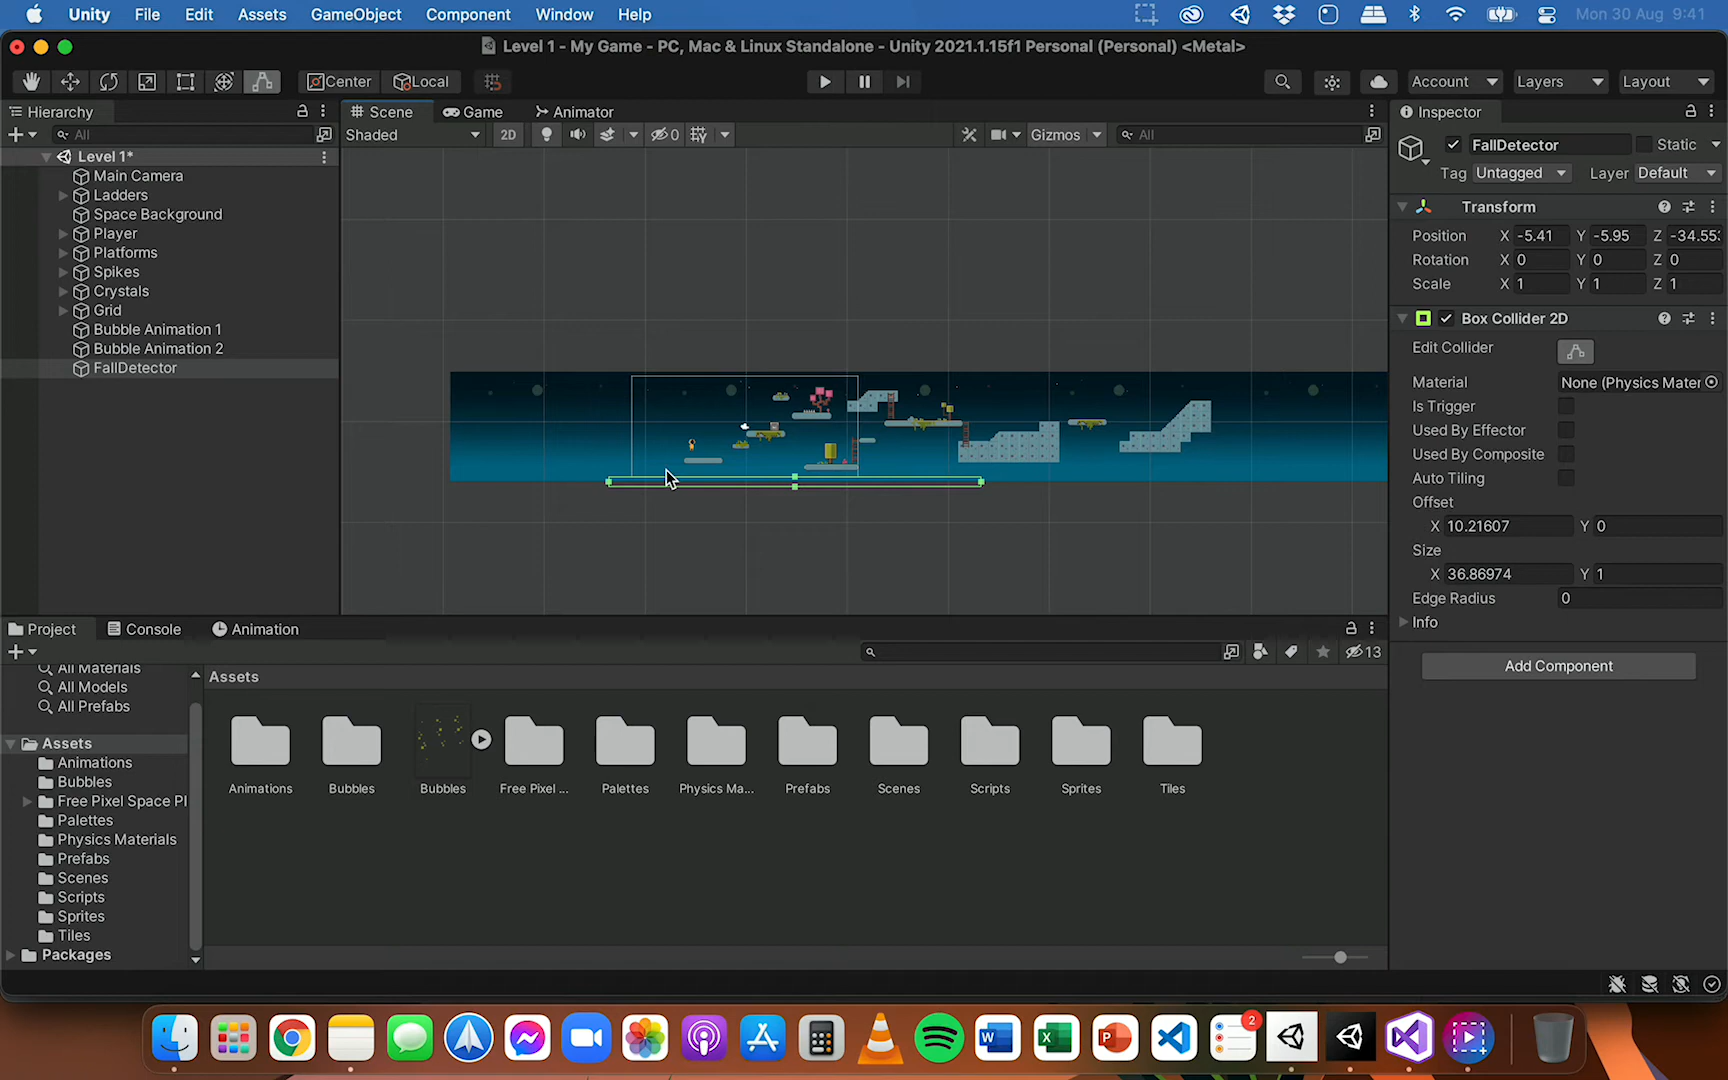 Unity File Edit Assets GameObject Component Window Help Mon 30 Aug 9:41
Level 1 - My Game - PC, Mac & Linux Standalone - Unity 2021.1.15f1 Personal (Personal) <Metal>
Center Local Account Layers Layout
Hierarchy
All
Level 1*
Main Camera
Ladders
Space Background
Player
Platforms
Spikes
Crystals
Grid
Bubble Animation 1
Bubble Animation 2
FallDetector
Scene Game Animator
Shaded 2D 0 Gizmos All
Inspector
FallDetector Static
Tag Untagged Layer Default
Transform
Position X -5.41 Y -5.95 Z -34.55
Rotation X 0 Y 0 Z 0
Scale X 1 Y 1 Z 1
Box Collider 2D
Edit Collider
Material None (Physics Mater
Is Trigger
Used By Effector
Used By Composite
Auto Tiling
Offset
X 10.21607 Y 0
Size
X 36.86974 Y 1
Edge Radius 0
Info
Add Component
Project Console Animation
13
All Materials
All Models
All Prefabs
Assets
Animations
Bubbles
Free Pixel Space Pl
Palettes
Physics Materials
Prefabs
Scenes
Scripts
Sprites
Tiles
Packages
Assets
Animations Bubbles Bubbles Free Pixel ... Palettes Physics Ma... Prefabs Scenes Scripts Sprites Tiles
W X P 2